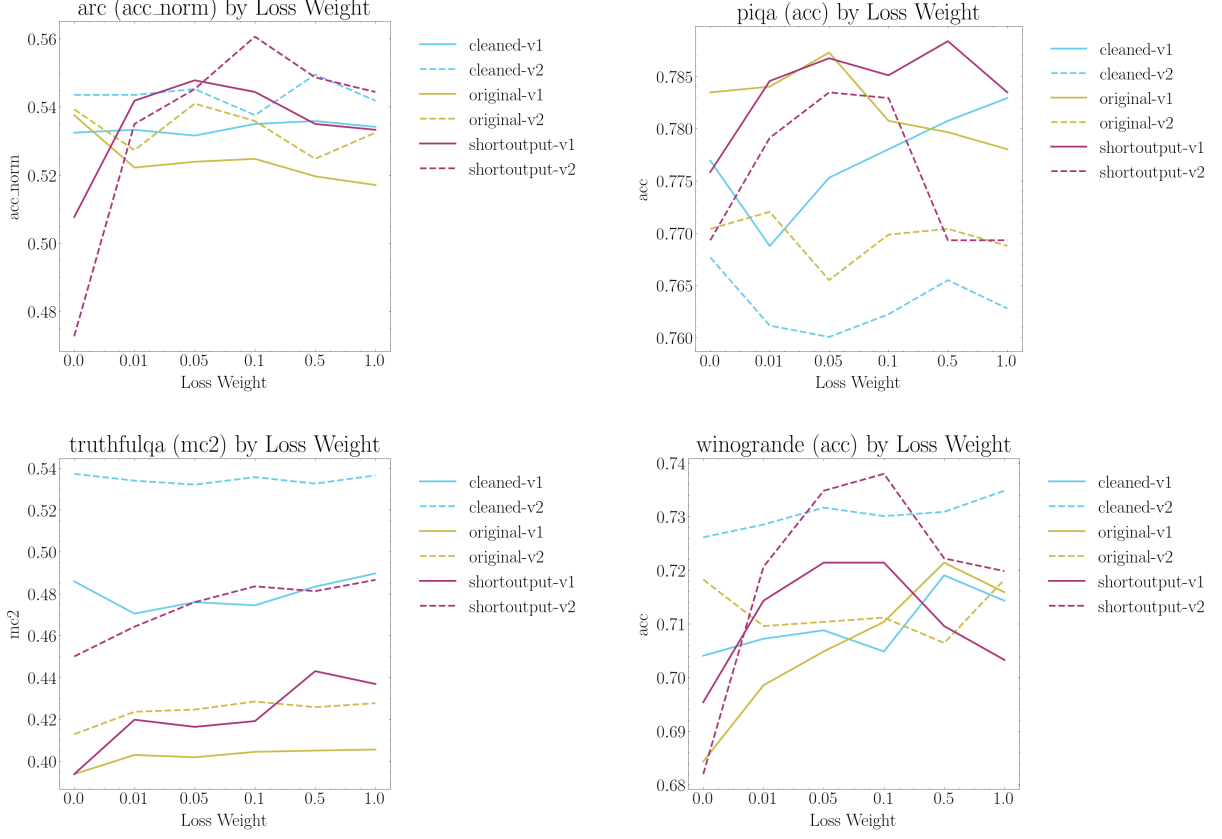 arc (acc_norm) by Loss Weight
acc_norm
0.56
0.54
0.52
0.50
0.48
0.0 0.01 0.05 0.1 0.5 1.0
Loss Weight
cleaned-v1
cleaned-v2
original-v1
original-v2
shortoutput-v1
shortoutput-v2
piqa (acc) by Loss Weight
acc
0.785
0.780
0.775
0.770
0.765
0.760
0.0 0.01 0.05 0.1 0.5 1.0
Loss Weight
cleaned-v1
cleaned-v2
original-v1
original-v2
shortoutput-v1
shortoutput-v2
truthfulqa (mc2) by Loss Weight
mc2
0.54
0.52
0.50
0.48
0.46
0.44
0.42
0.40
0.0 0.01 0.05 0.1 0.5 1.0
Loss Weight
cleaned-v1
cleaned-v2
original-v1
original-v2
shortoutput-v1
shortoutput-v2
winogrande (acc) by Loss Weight
acc
0.74
0.73
0.72
0.71
0.70
0.69
0.68
0.0 0.01 0.05 0.1 0.5 1.0
Loss Weight
cleaned-v1
cleaned-v2
original-v1
original-v2
shortoutput-v1
shortoutput-v2